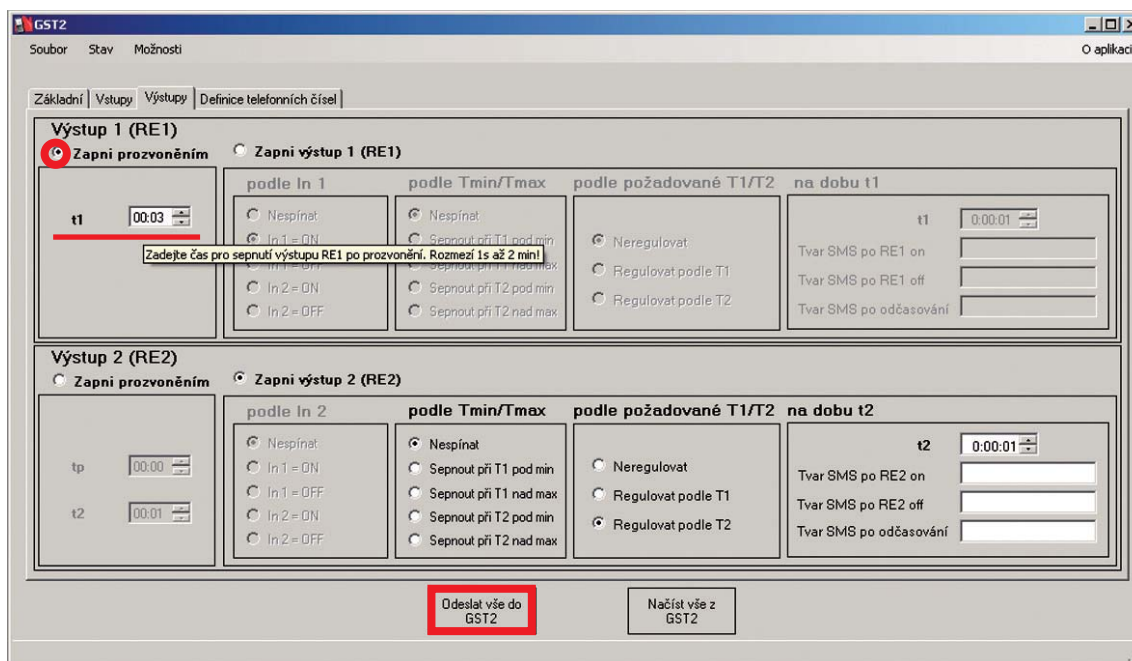 GST2
Soubor Stav Možnosti O aplikaci
Základní Vstupy Výstupy Definice telefonních čísel
Výstup 1 (RE1)
Zapni prozvoněním Zapni výstup 1 (RE1)
podle In 1 podle Tmin/Tmax podle požadované T1/T2 na dobu t1
t1 00:03
Nespínat
In 1 = ON
In 1 = OFF
In 2 = ON
In 2 = OFF
Nespínat
Sepnout při T1 pod min
Sepnout při T1 nad max
Sepnout při T2 pod min
Sepnout při T2 nad max
Neregulovat
Regulovat podle T1
Regulovat podle T2
t1 0:00:01
Tvar SMS po RE1 on
Tvar SMS po RE1 off
Tvar SMS po odčasování
Zadejte čas pro sepnutí výstupu RE1 po prozvonění. Rozmezí 1s až 2 min!
Výstup 2 (RE2)
Zapni prozvoněním Zapni výstup 2 (RE2)
podle In 2 podle Tmin/Tmax podle požadované T1/T2 na dobu t2
tp 00:00
t2 00:01
Nespínat
In 1 = ON
In 1 = OFF
In 2 = ON
In 2 = OFF
Nespínat
Sepnout při T1 pod min
Sepnout při T1 nad max
Sepnout při T2 pod min
Sepnout při T2 nad max
Neregulovat
Regulovat podle T1
Regulovat podle T2
t2 0:00:01
Tvar SMS po RE2 on
Tvar SMS po RE2 off
Tvar SMS po odčasování
Odeslat vše do
GST2
Načíst vše z
GST2